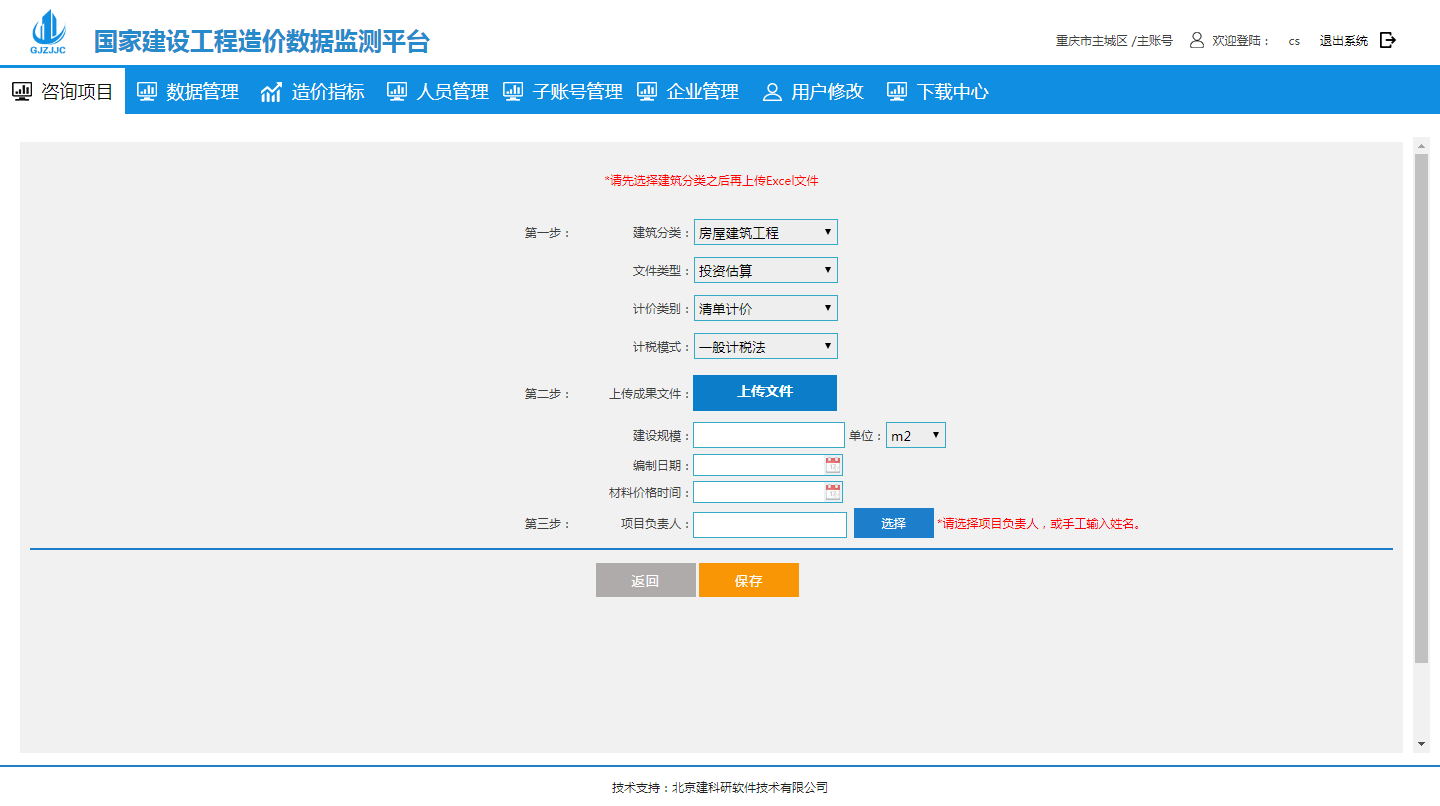 GJZJJC
国家建设工程造价数据监测平台
重庆市主城区 /主账号 欢迎登陆： cs 退出系统
咨询项目 数据管理 造价指标 人员管理 子账号管理 企业管理 用户修改 下载中心
*请先选择建筑分类之后再上传Excel文件
第一步： 建筑分类： 房屋建筑工程
文件类型： 投资估算
计价类别： 清单计价
计税模式： 一般计税法
第二步： 上传成果文件： 上传文件
建设规模： 单位： m2
编制日期：
材料价格时间：
第三步： 项目负责人： 选择 *请选择项目负责人，或手工输入姓名。
返回 保存
技术支持：北京建科研软件技术有限公司